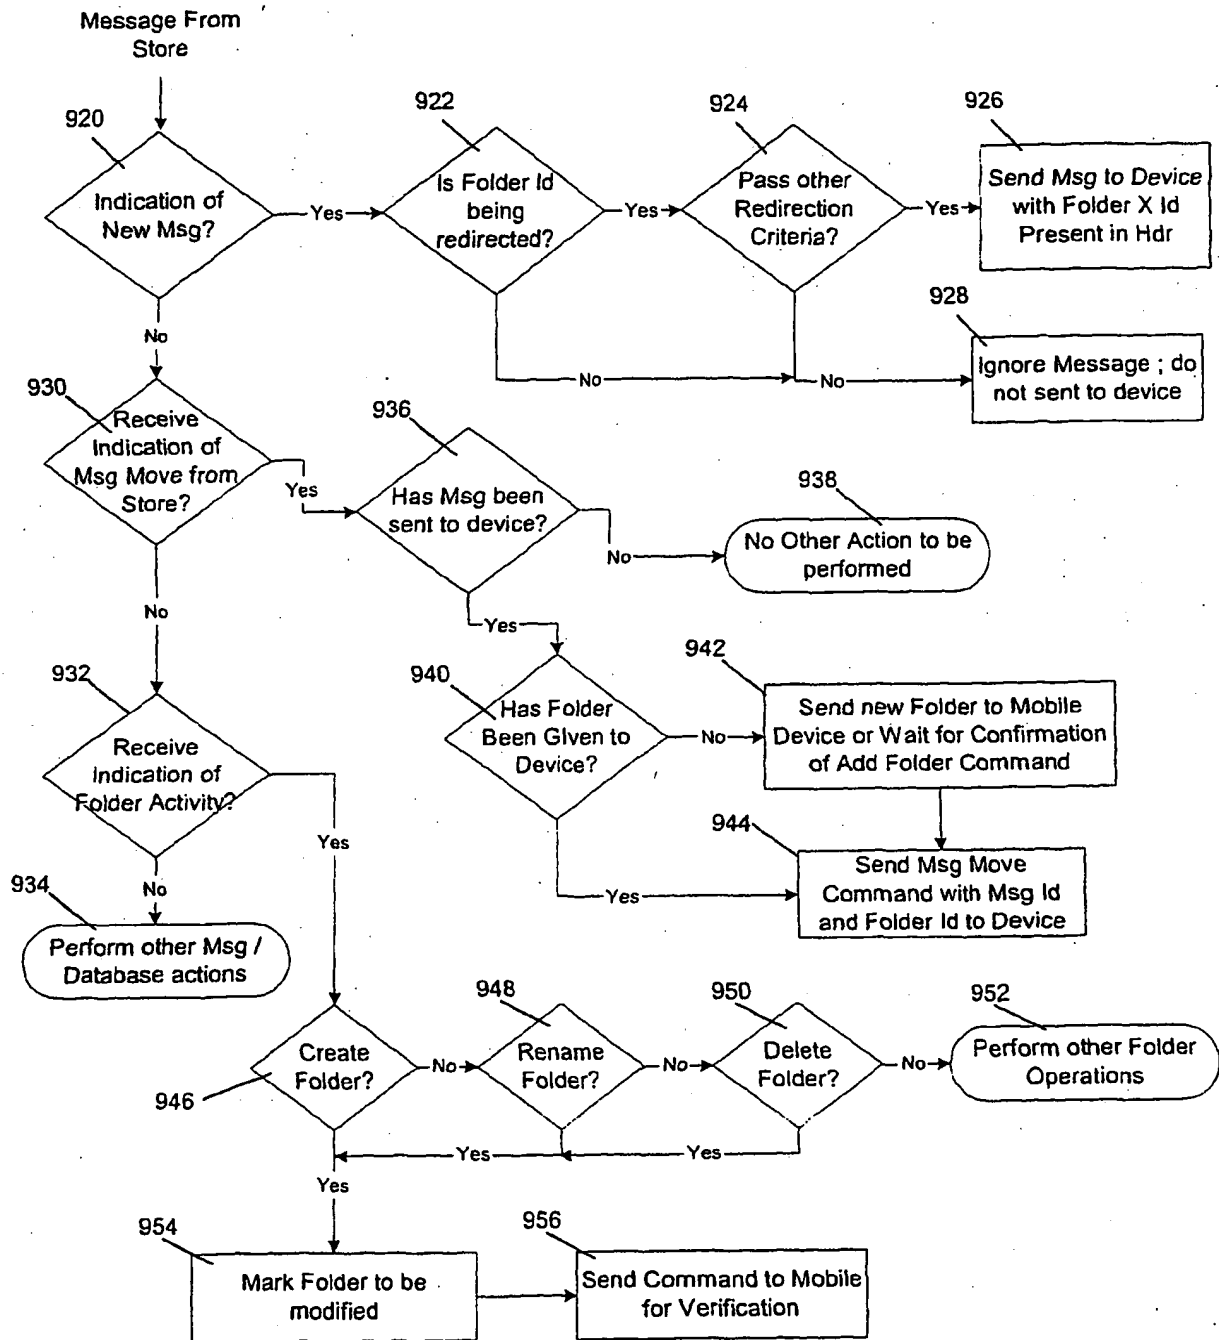 Message From
Store
920
922
924
926
Indication of
New Msg?
Yes
Is Folder Id
being
redirected?
Yes
Pass other
Redirection
Criteria?
Yes
Send Msg to Device
with Folder X Id
Present in Hdr
No
No
No
928
Ignore Message ; do
not sent to device
930
Receive
Indication of
Msg Move from
Store?
Yes
936
Has Msg been
sent to device?
No
938
No Other Action to be
performed
No
Yes
932
Receive
Indication of
Folder Activity?
Yes
940
Has Folder
Been GIven to
Device?
No
942
Send new Folder to Mobile
Device or Wait for Confirmation
of Add Folder Command
Yes
944
Send Msg Move
Command with Msg Id
and Folder Id to Device
No
934
Perform other Msg /
Database actions
946
Create
Folder?
No
948
Rename
Folder?
No
950
Delete
Folder?
No
952
Perform other Folder
Operations
Yes
Yes
Yes
954
Mark Folder to be
modified
956
Send Command to Mobile
for Verification